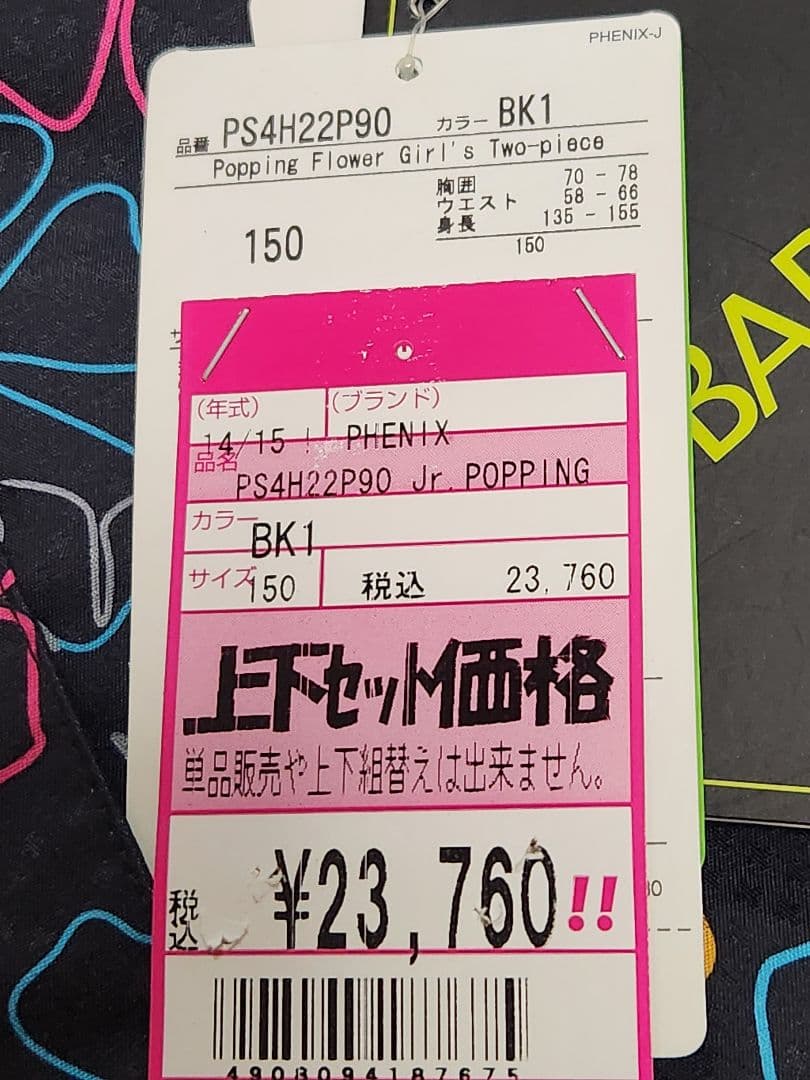 PHENIX-J
品番 PS4H22P90 カラー BK1
Popping Flower Girl's Two-piece
胸囲 70 - 78
ウエスト 58 - 66
身長 135 - 155
150
150
(年式) (ブランド)
14/15 PHENIX
品名
PS4H22P90 Jr.POPPING
カラー
BK1
サイズ 150 税込 23,760
上下セット価格
単品販売や上下組替えは出来ません。
税込 ¥23,760!!
4908094187675